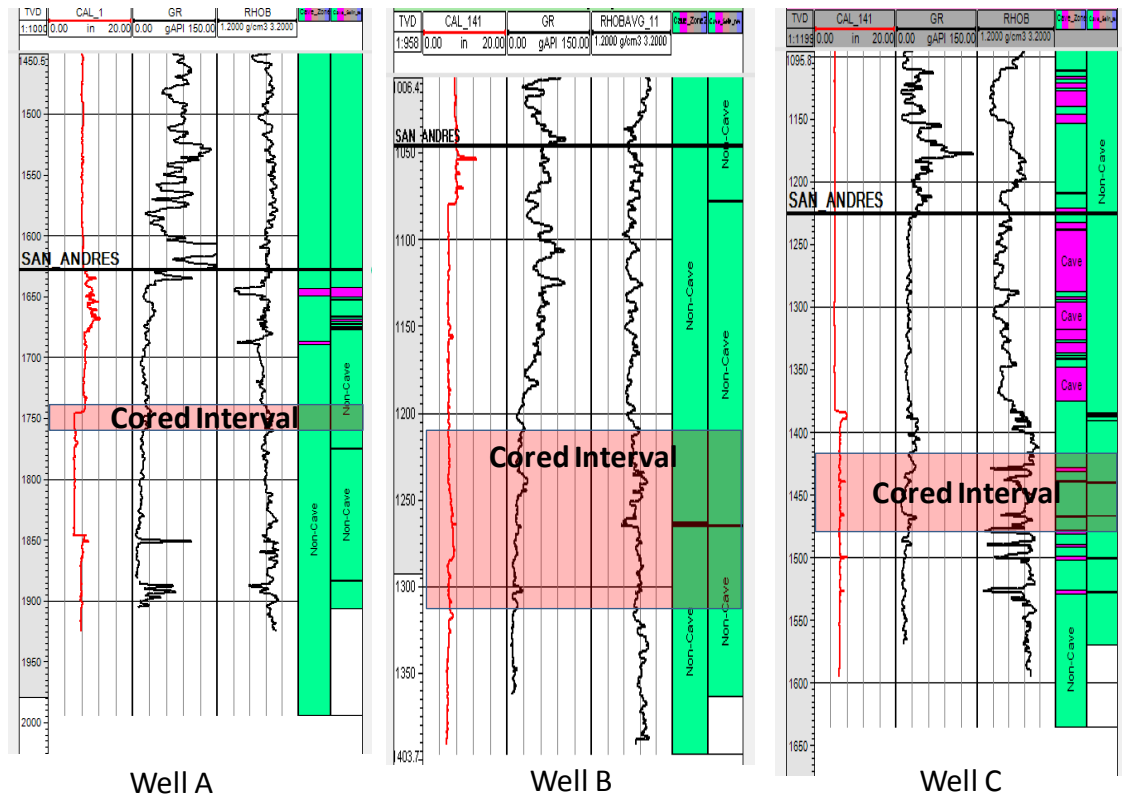 TVD CAL_1 GR RHOB
1:1000 0.00 in 20.00 0.00 gAPI 150.00 1.2000 g/cm3 3.2000
1450.5
1500
1550
1600
SAN_ANDRES
1650
1700
Non-Cave
1750
Cored Interval
1800
Non-Cave
Non-Cave
1850
1900
1950
2000
Well A
TVD CAL_141 GR RHOBAVG_11
1:958 0.00 in 20.00 0.00 gAPI 150.00 1.2000 g/cm3 3.2000
1006.4
Non-Cave
SAN_ANDRES
1050
1100
Non-Cave
1150
Non-Cave
1200
Cored Interval
1250
1300
Non-Cave
Non-Cave
1350
1403.7
Well B
TVD CAL_141 GR RHOB
1:1199 0.00 in 20.00 0.00 gAPI 150.00 1.2000 g/cm3 3.2000
1095.8
1150
Non-Cave
1200
SAN_ANDRES
1250
Cave
1300
Cave
1350
Cave
1400
1450
Cored Interval
1500
1550
1600
Non-Cave
1650
Well C